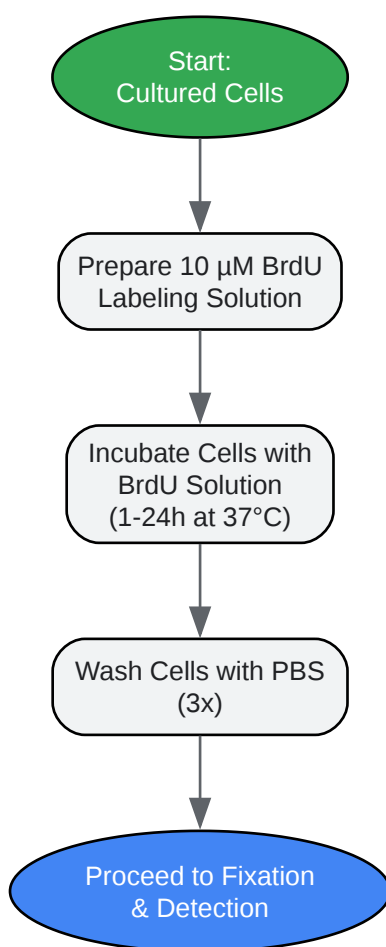 Start:
Cultured Cells
Prepare 10 µM BrdU
Labeling Solution
Incubate Cells with
BrdU Solution
(1-24h at 37°C)
Wash Cells with PBS
(3x)
Proceed to Fixation
& Detection